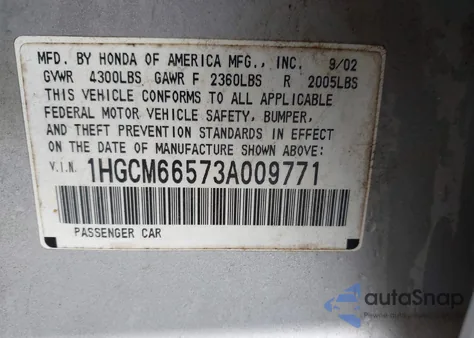 MFD. BY HONDA OF AMERICA MFG., INC. 9/02
GVWR 4300LBS GAWR F 2360LBS R 2005LBS
THIS VEHICLE CONFORMS TO ALL APPLICABLE
FEDERAL MOTOR VEHICLE SAFETY, BUMPER,
AND THEFT PREVENTION STANDARDS IN EFFECT
ON THE DATE OF MANUFACTURE SHOWN ABOVE:
V.I.N. 1HGCM66573A009771
PASSENGER CAR
autoSnap